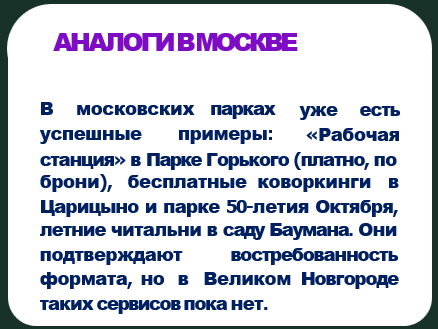 АНАЛОГИ В МОСКВЕ
В московских парках уже есть
успешные примеры: «Рабочая
станция» в Парке Горького (платно, по
брони), бесплатные коворкинги в
Царицыно и парке 50-летия Октября,
летние читальни в саду Баумана. Они
подтверждают востребованность
формата, но в Великом Новгороде
таких сервисов пока нет.